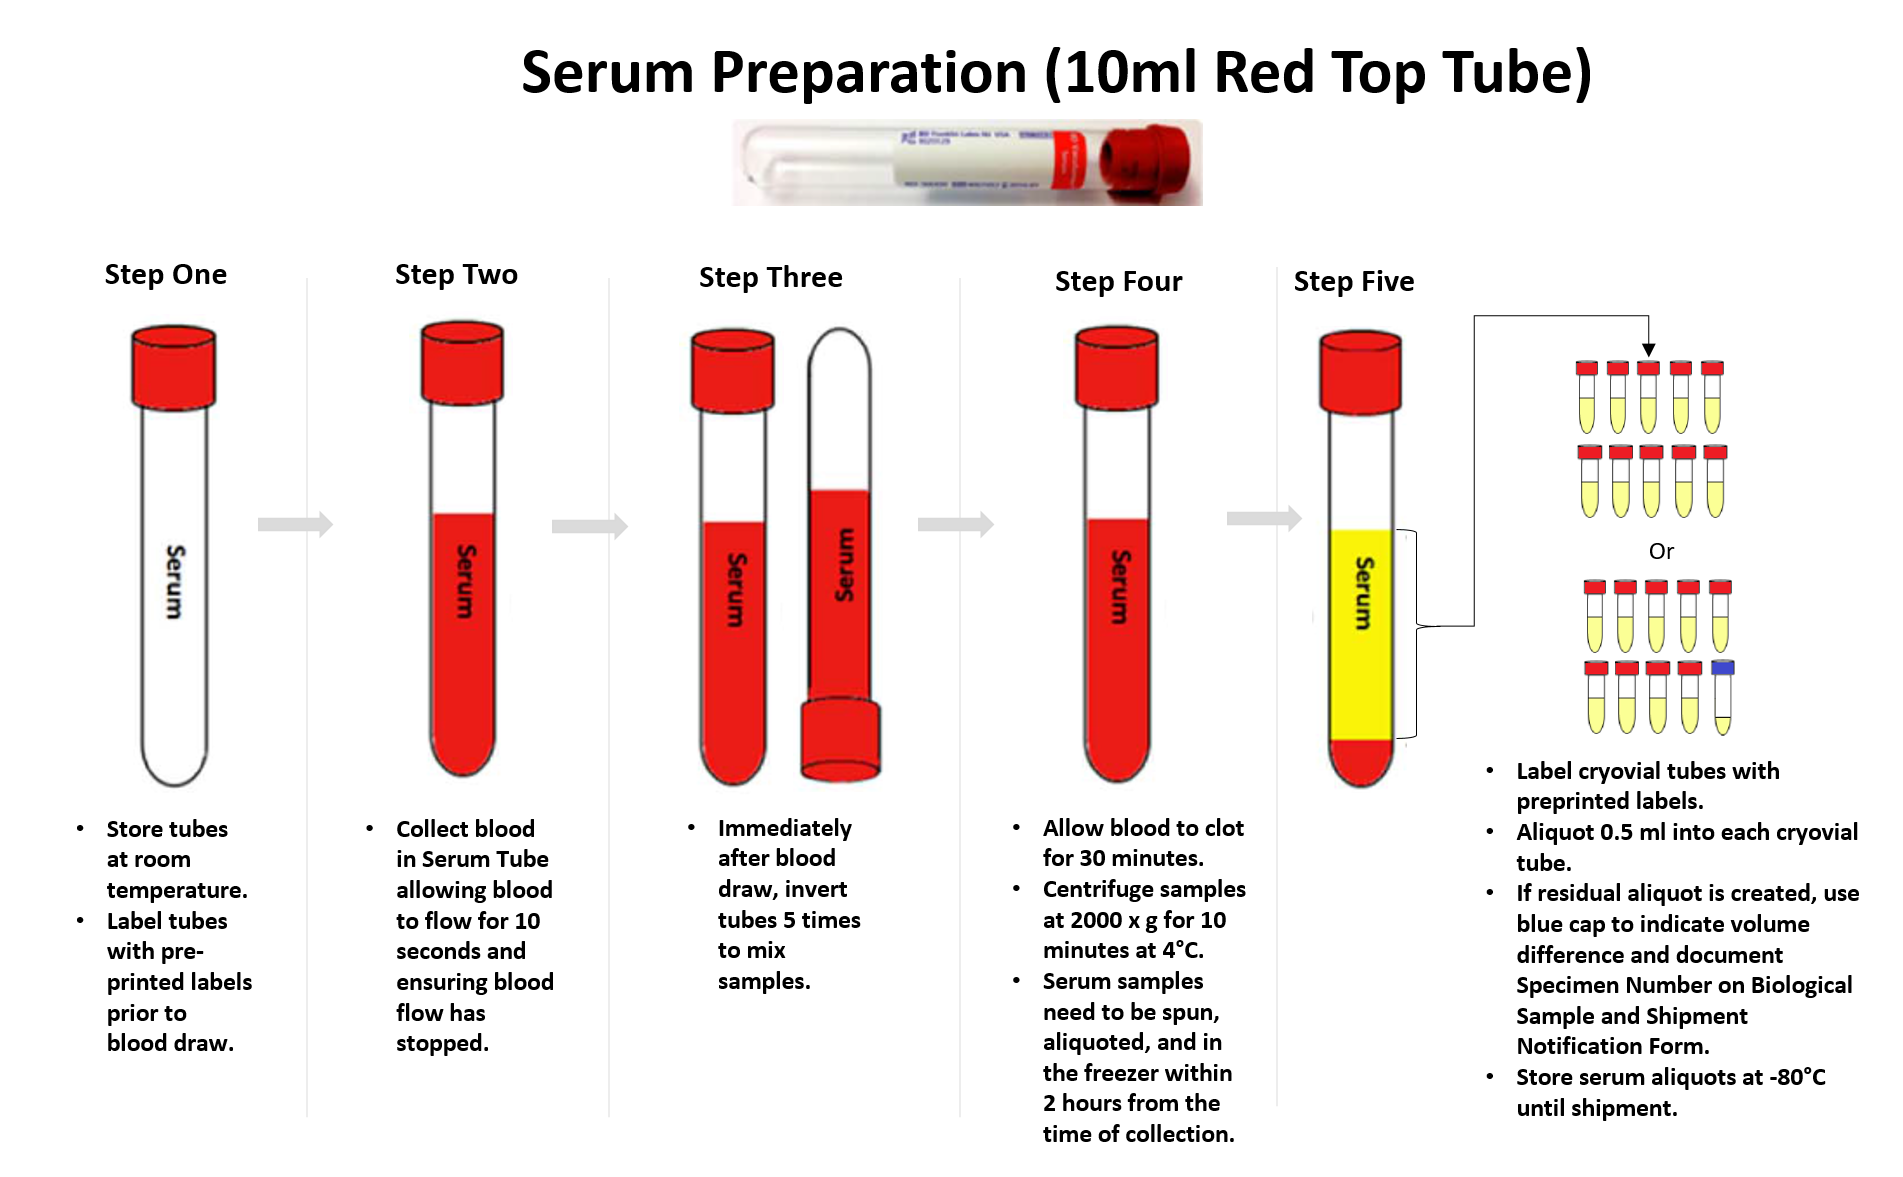 Serum Preparation (10ml Red Top Tube)
BD Franklin Lakes NJ USA
Serum
Step One
Serum
• Store tubes
at room
temperature.
• Label tubes
with pre-
printed labels
prior to
blood draw.
Step Two
Serum
• Collect blood
in Serum Tube
allowing blood
to flow for 10
seconds and
ensuring blood
flow has
stopped.
Step Three
Serum
Serum
• Immediately
after blood
draw, invert
tubes 5 times
to mix
samples.
Step Four
Serum
• Allow blood to clot
for 30 minutes.
• Centrifuge samples
at 2000 x g for 10
minutes at 4°C.
• Serum samples
need to be spun,
aliquoted, and in
the freezer within
2 hours from the
time of collection.
Step Five
Serum
Or
• Label cryovial tubes with
preprinted labels.
• Aliquot 0.5 ml into each cryovial
tube.
• If residual aliquot is created, use
blue cap to indicate volume
difference and document
Specimen Number on Biological
Sample and Shipment
Notification Form.
• Store serum aliquots at -80°C
until shipment.